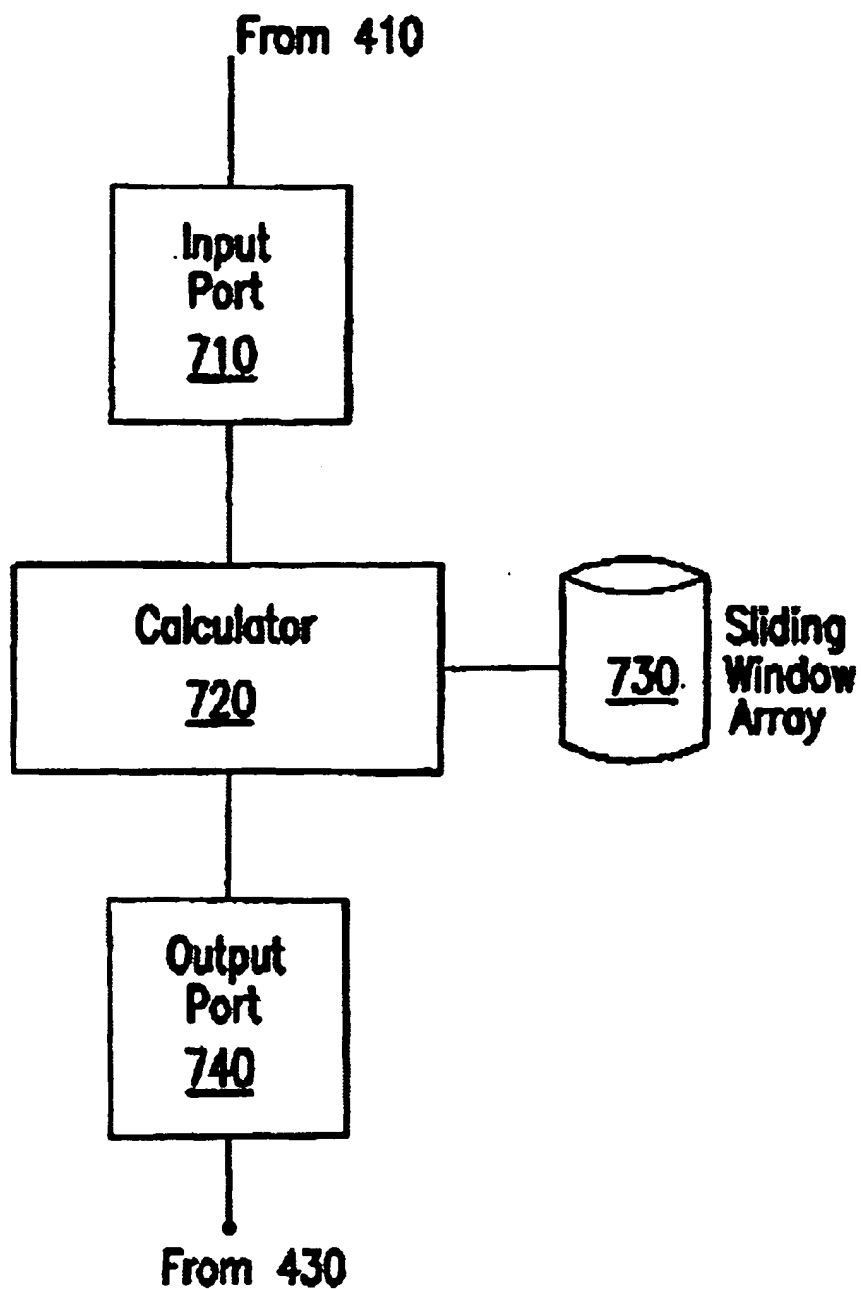 From 410
Input
Port
710
Calculator
720
730
Sliding
Window
Array
Output
Port
740
From 430